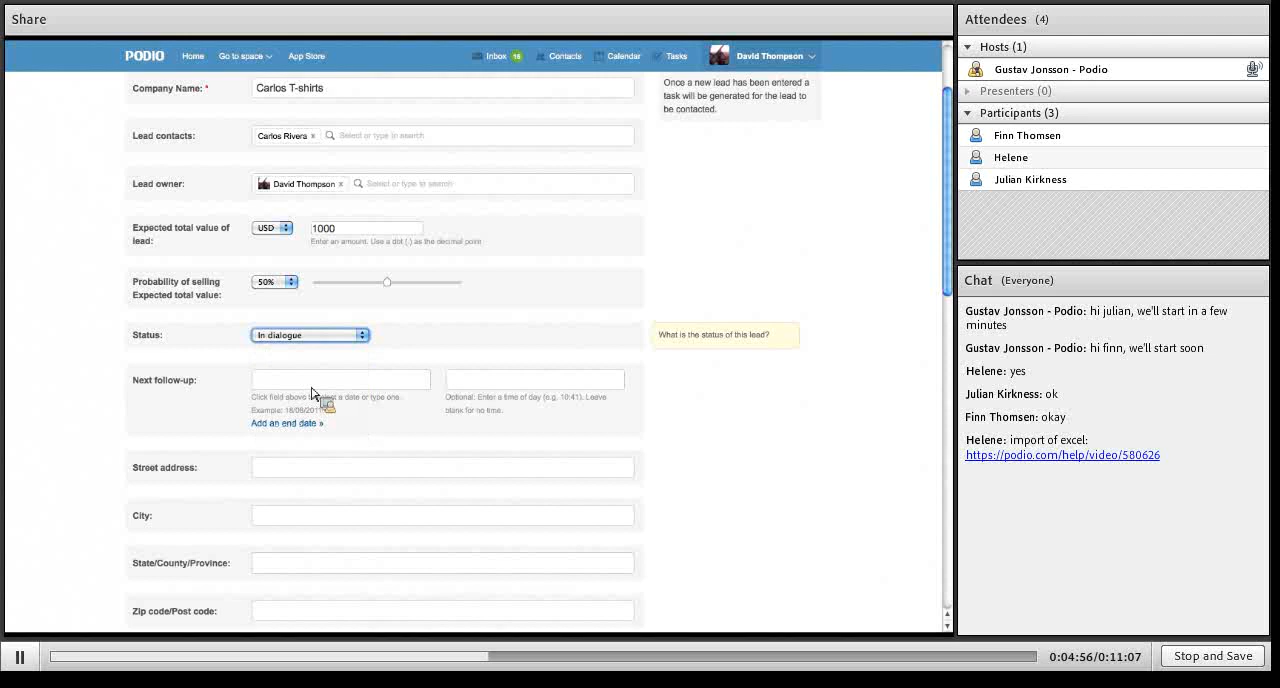 Share
PODIO Home Go to space App Store Inbox 16 Contacts Calendar Tasks David Thompson
Company Name: * Carlos T-shirts
Once a new lead has been entered a
task will be generated for the lead to
be contacted.
Lead contacts: Carlos Rivera x Select or type to search
Lead owner: David Thompson x Select or type to search
Expected total value of
lead:
USD 1000
Enter an amount. Use a dot (.) as the decimal point
Probability of selling
Expected total value:
50%
Status: In dialogue What is the status of this lead?
Next follow-up:
Click field above a date or type one.
Example: 18/08/201
Optional: Enter a time of day (e.g. 10:41). Leave
blank for no time.
Add an end date »
Street address:
City:
State/County/Province:
Zip code/Post code:
Attendees (4)
Hosts (1)
Gustav Jonsson - Podio
Presenters (0)
Participants (3)
Finn Thomsen
Helene
Julian Kirkness
Chat (Everyone)
Gustav Jonsson - Podio: hi julian, we'll start in a few
minutes
Gustav Jonsson - Podio: hi finn, we'll start soon
Helene: yes
Julian Kirkness: ok
Finn Thomsen: okay
Helene: import of excel:
https://podio.com/help/video/580626
0:04:56/0:11:07 Stop and Save